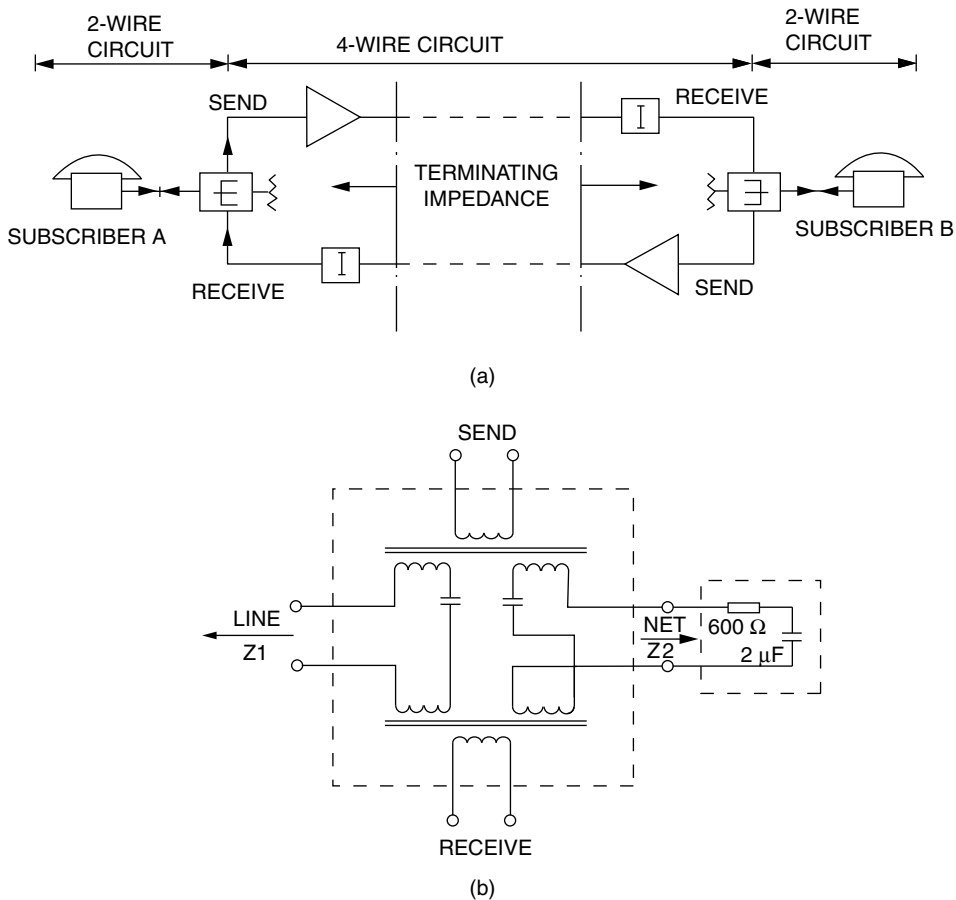 2-WIRE
CIRCUIT
4-WIRE CIRCUIT
2-WIRE
CIRCUIT
SEND
RECEIVE
TERMINATING
IMPEDANCE
SUBSCRIBER A
SUBSCRIBER B
RECEIVE
SEND
(a)
SEND
LINE
Z1
NET
Z2
600 Ω
2 μF
RECEIVE
(b)